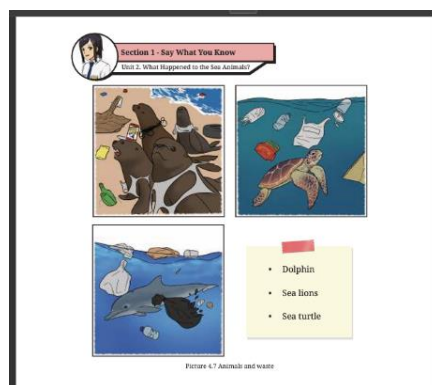 Section 1 - Say What You Know
Unit 2. What Happened to the Sea Animals?
• Dolphin
• Sea lions
• Sea turtle
Picture 4.7 Animals and waste